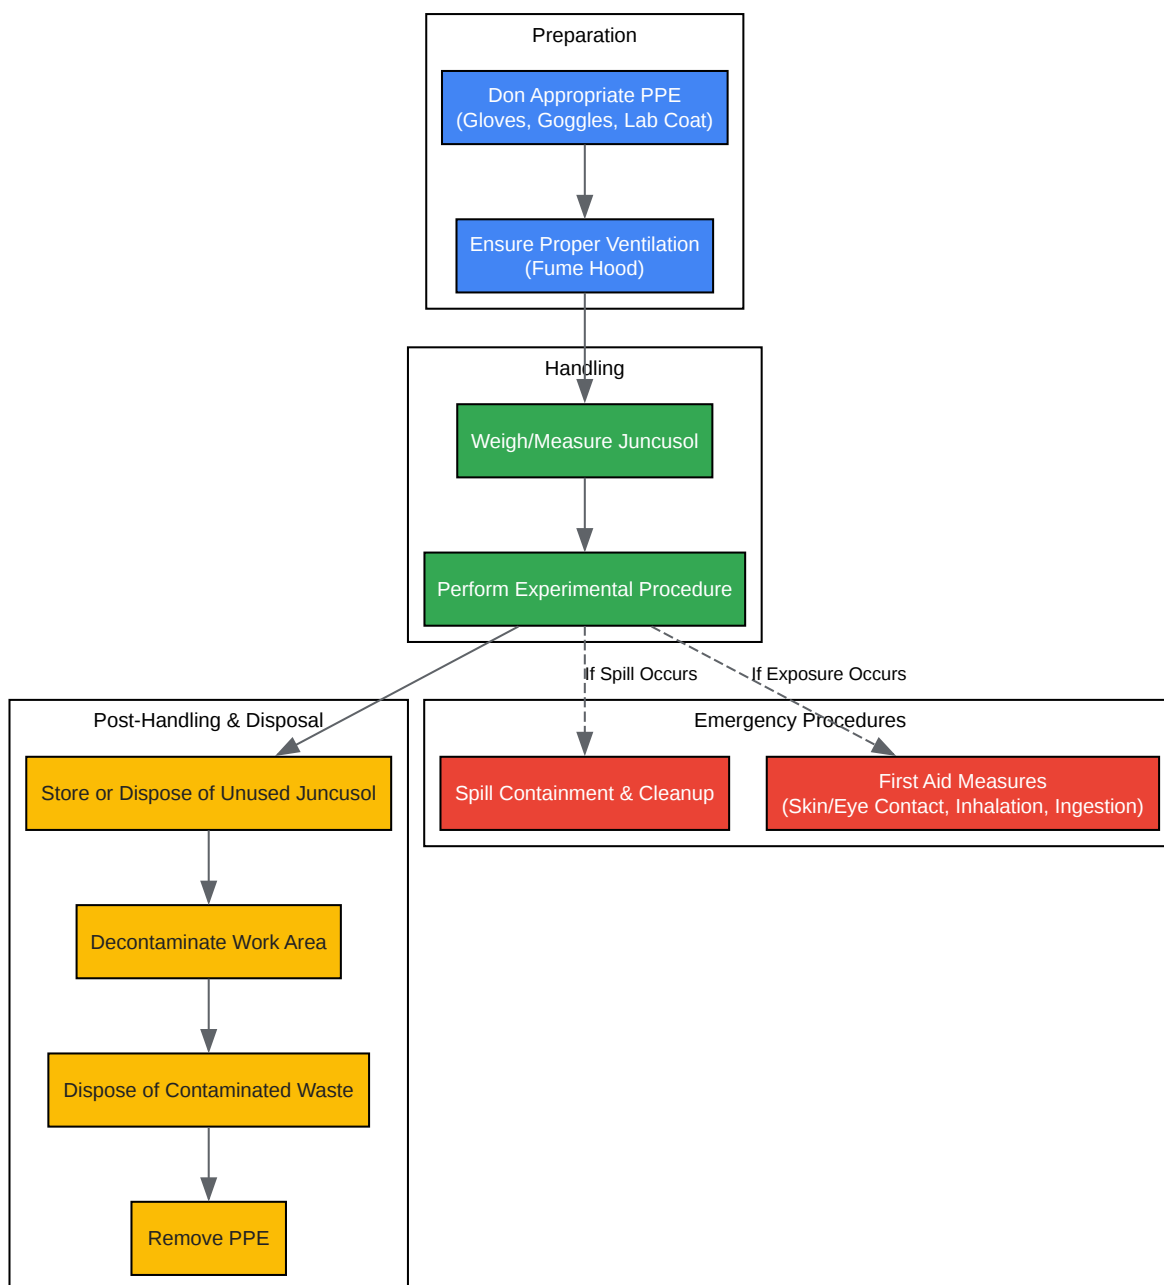 Preparation
Don Appropriate PPE
(Gloves, Goggles, Lab Coat)
Ensure Proper Ventilation
(Fume Hood)
Handling
Weigh/Measure Juncusol
Perform Experimental Procedure
If Spill Occurs
If Exposure Occurs
Post-Handling & Disposal
Store or Dispose of Unused Juncusol
Decontaminate Work Area
Dispose of Contaminated Waste
Remove PPE
Emergency Procedures
Spill Containment & Cleanup
First Aid Measures
(Skin/Eye Contact, Inhalation, Ingestion)